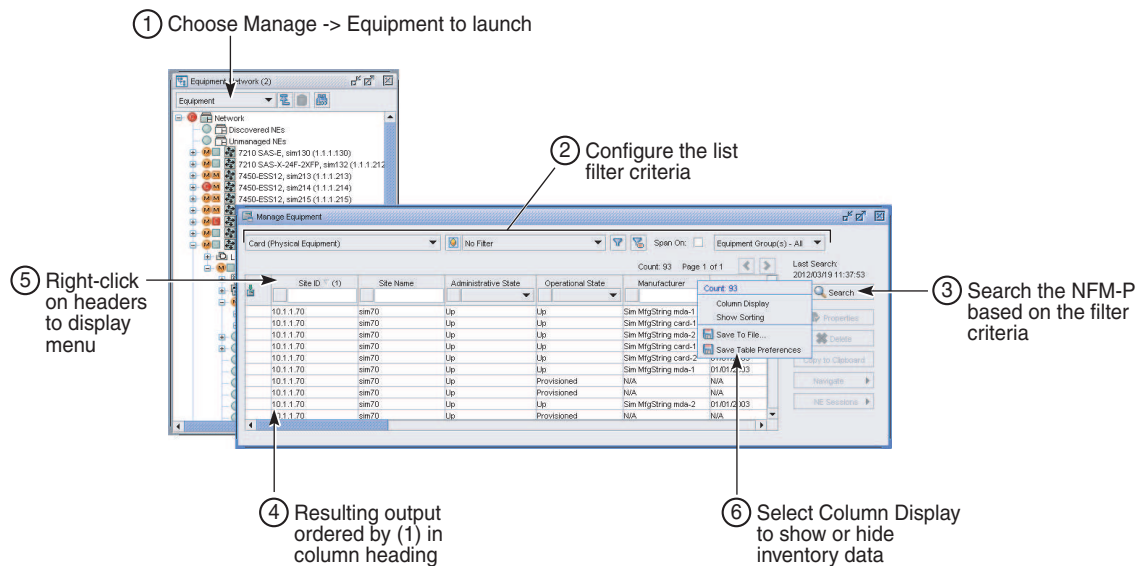 1 Choose Manage -> Equipment to launch
Equipment
Network
Discovered NEs
Unmanaged NEs
7210 SAS-E, sim130 (1.1.1.130)
7210 SAS-X-24F-2XFP, sim132 (1.1.1.212
7450-ESS12, sim213 (1.1.1.213)
7450-ESS12, sim214 (1.1.1.214)
7450-ESS12, sim215 (1.1.1.215)
2 Configure the list
filter criteria
Manage Equipment
Card (Physical Equipment)
No Filter
Span On:
Equipment Group(s) - All
Count: 93 Page 1 of 1
Last Search:
2012/03/19 11:37:53
Site ID (1) Site Name Administrative State Operational State Manufacturer
10.1.1.70 sim70 Up Up Sim MfgString mda-1
10.1.1.70 sim70 Up Up Sim MfgString card-1
10.1.1.70 sim70 Up Up Sim MfgString mda-2
10.1.1.70 sim70 Up Up Sim MfgString card-1
10.1.1.70 sim70 Up Up Sim MfgString card-2
10.1.1.70 sim70 Up Up Sim MfgString mda-1
10.1.1.70 sim70 Up Provisioned N/A N/A
10.1.1.70 sim70 Up Provisioned N/A N/A
10.1.1.70 sim70 Up Up Sim MfgString mda-2
10.1.1.70 sim70 Up Provisioned N/A N/A
Count: 93
Column Display
Show Sorting
Save To File...
Save Table Preferences
Search
Properties
Delete
Copy to Clipboard
Navigate
NE Sessions
3 Search the NFM-P
based on the filter
criteria
5 Right-click
on headers
to display
menu
4 Resulting output
ordered by (1) in
column heading
6 Select Column Display
to show or hide
inventory data